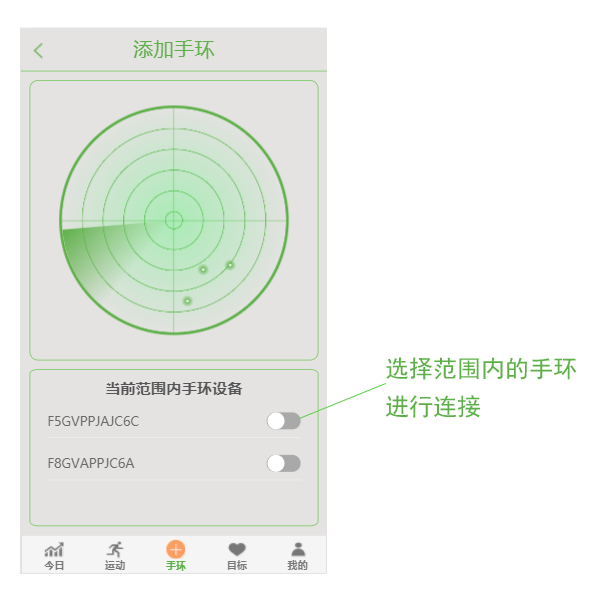 添加手环
当前范围内手环设备
F5GVPPJAJC6C
F8GVAPPJC6A
选择范围内的手环
进行连接
今日
运动
手环
目标
我的